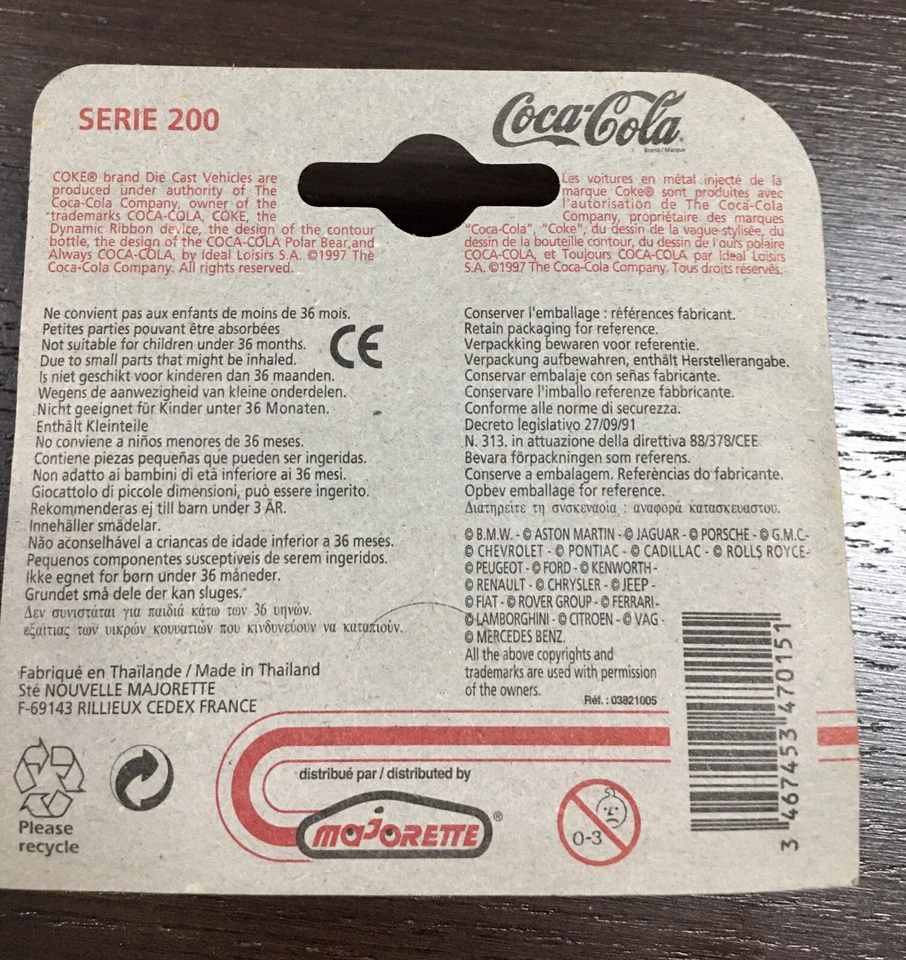 SERIE 200
Coca-Cola
Brand / Marque
COKE® brand Die Cast Vehicles are
produced under authority of The
Coca-Cola Company, owner of the
trademarks COCA-COLA, COKE, the
Dynamic Ribbon device, the design of the contour
bottle, the design of the COCA-COLA Polar Bear,and
Always COCA-COLA, by Ideal Loisirs S.A. ©1997 The
Coca-Cola Company. All rights reserved.
Les voitures en métal injecté de la
marque Coke® sont produites avec
l'autorisation de The Coca-Cola
Company, propriétaire des marques
"Coca-Cola", "Coke", du dessin de la vague stylisée, du
dessin de la bouteille contour, du dessin de l'ours polaire
COCA-COLA, et Toujours COCA-COLA par Ideal Loisirs
S.A. ©1997 The Coca-Cola Company. Tous droits réservés.
Ne convient pas aux enfants de moins de 36 mois.
Petites parties pouvant être absorbées
Not suitable for children under 36 months.
Due to small parts that might be inhaled.
Is niet geschikt voor kinderen dan 36 maanden.
Wegens de aanwezigheid van kleine onderdelen.
Nicht geeignet für Kinder unter 36 Monaten.
Enthält Kleinteile
No conviene a niños menores de 36 meses.
Contiene piezas pequeñas que pueden ser ingeridas.
Non adatto ai bambini di età inferiore ai 36 mesi.
Giocattolo di piccole dimensioni, può essere ingerito.
Rekommenderas ej till barn under 3 ÅR.
Innehäller smådelar.
Não aconselhável a criancas de idade inferior a 36 meses.
Pequenos componentes susceptiveis de serem ingeridos.
Ikke egnet for børn under 36 måneder.
Grundet små dele der kan sluges.
Δεν συνιστάται για παιδιά κάτω των 36 υηνών.
εξαίτιας των υικρών κουυατιών που κινδυνεύουν να καταπιούν.
CE
Conserver l'emballage : références fabricant.
Retain packaging for reference.
Verpackking bewaren voor referentie.
Verpackung aufbewahren, enthält Herstellerangabe.
Conservar embalaje con señas fabricante.
Conservare l'imballo referenze fabbricante.
Conforme alle norme di securezza.
Decreto legislativo 27/09/91
N. 313. in attuazione della direttiva 88/378/CEE
Bevara förpackningen som referens.
Conserve a embalagem. Referências do fabricante.
Opbev emballage for reference.
Διατηρείτε τη συσκεναοία : αναφορά κατασκευαστου.
© B.M.W. - © ASTON MARTIN - © JAGUAR - © PORSCHE - © G.M.C-
© CHEVROLET - © PONTIAC - © CADILLAC - © ROLLS ROYCE-
© PEUGEOT - © FORD - © KENWORTH -
© RENAULT - © CHRYSLER - © JEEP -
© FIAT - © ROVER GROUP - © FERRARI-
© LAMBORGHINI - © CITROEN - © VAG -
© MERCEDES BENZ.
All the above copyrights and
trademarks are used with permission
of the owners.
Réf. : 03821005
Fabriqué en Thaïlande / Made in Thailand
Sté NOUVELLE MAJORETTE
F-69143 RILLIEUX CEDEX FRANCE
Please
recycle
distribué par / distributed by
MAJORETTE ®
0-3
3 467453 470151